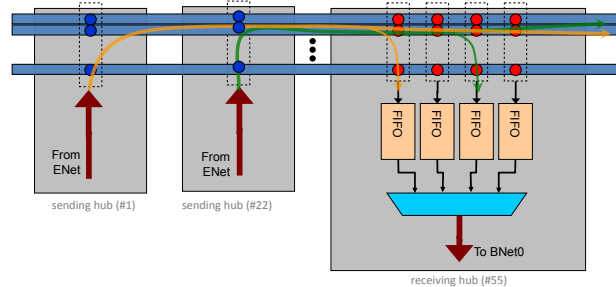 From
ENet
From
ENet
FIFO
FIFO
FIFO
FIFO
To BNet0
sending hub (#1)
sending hub (#22)
receiving hub (#55)